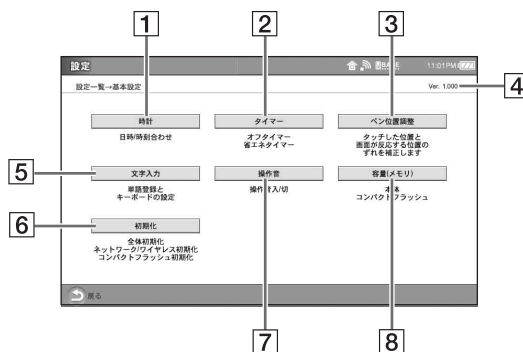 1
2
3
設定
BASE 11:01PM
設定一覧→基本設定
Ver. 1.000
4
時計
日時/時刻合わせ
タイマー
オフタイマー
省エネタイマー
ペン位置調整
タッチした位置と
画面が反応する位置の
ずれを補正します
5
文字入力
単語登録と
キーボードの設定
操作音
操作音入/切
容量(メモリ)
本体
コンパクトフラッシュ
6
初期化
全体初期化
ネットワーク/ワイヤレス初期化
コンパクトフラッシュ初期化
戻る
7
8